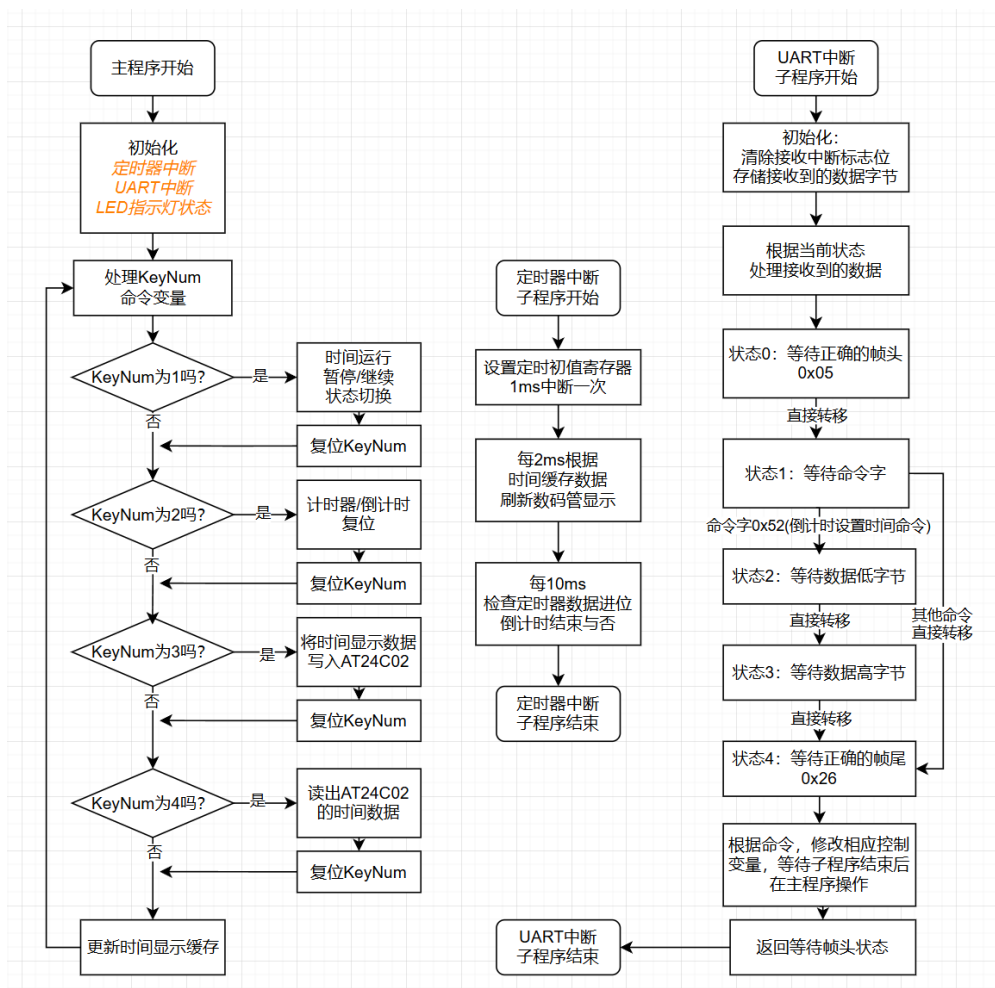 主程序开始
初始化
定时器中断
UART中断
LED指示灯状态
处理KeyNum
命令变量
KeyNum为1吗?
是
时间运行
暂停/继续
状态切换
否
复位KeyNum
KeyNum为2吗?
是
计时器/倒计时
复位
否
复位KeyNum
KeyNum为3吗?
是
将时间显示数据
写入AT24C02
否
复位KeyNum
KeyNum为4吗?
是
读出AT24C02
的时间数据
否
复位KeyNum
更新时间显示缓存
定时器中断
子程序开始
设置定时初值寄存器
1ms中断一次
每2ms根据
时间缓存数据
刷新数码管显示
每10ms
检查定时器数据进位
倒计时结束与否
定时器中断
子程序结束
UART中断
子程序开始
初始化：
清除接收中断标志位
存储接收到的数据字节
根据当前状态
处理接收到的数据
状态0：等待正确的帧头
0x05
直接转移
状态1：等待命令字
命令字0x52(倒计时设置时间命令)
状态2：等待数据低字节
其他命令
直接转移
直接转移
状态3：等待数据高字节
直接转移
状态4：等待正确的帧尾
0x26
根据命令，修改相应控制
变量，等待子程序结束后
在主程序操作
返回等待帧头状态
UART中断
子程序结束